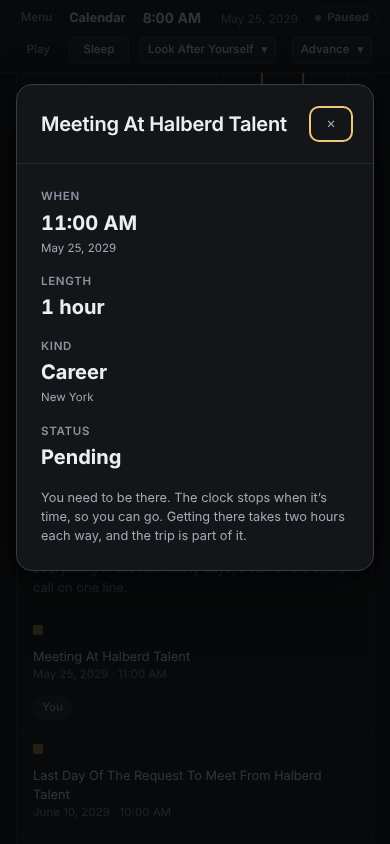 Menu Calendar 8:00 AM May 25, 2029 Paused
Play Sleep Look After Yourself Advance
Meeting At Halberd Talent
×
WHEN
11:00 AM
May 25, 2029
LENGTH
1 hour
KIND
Career
New York
STATUS
Pending
You need to be there. The clock stops when it's
time, so you can go. Getting there takes two hours
each way, and the trip is part of it.
call on one line.
Meeting At Halberd Talent
May 25, 2029 · 11:00 AM
You
Last Day Of The Request To Meet From Halberd
Talent
June 10, 2029 · 10:00 AM